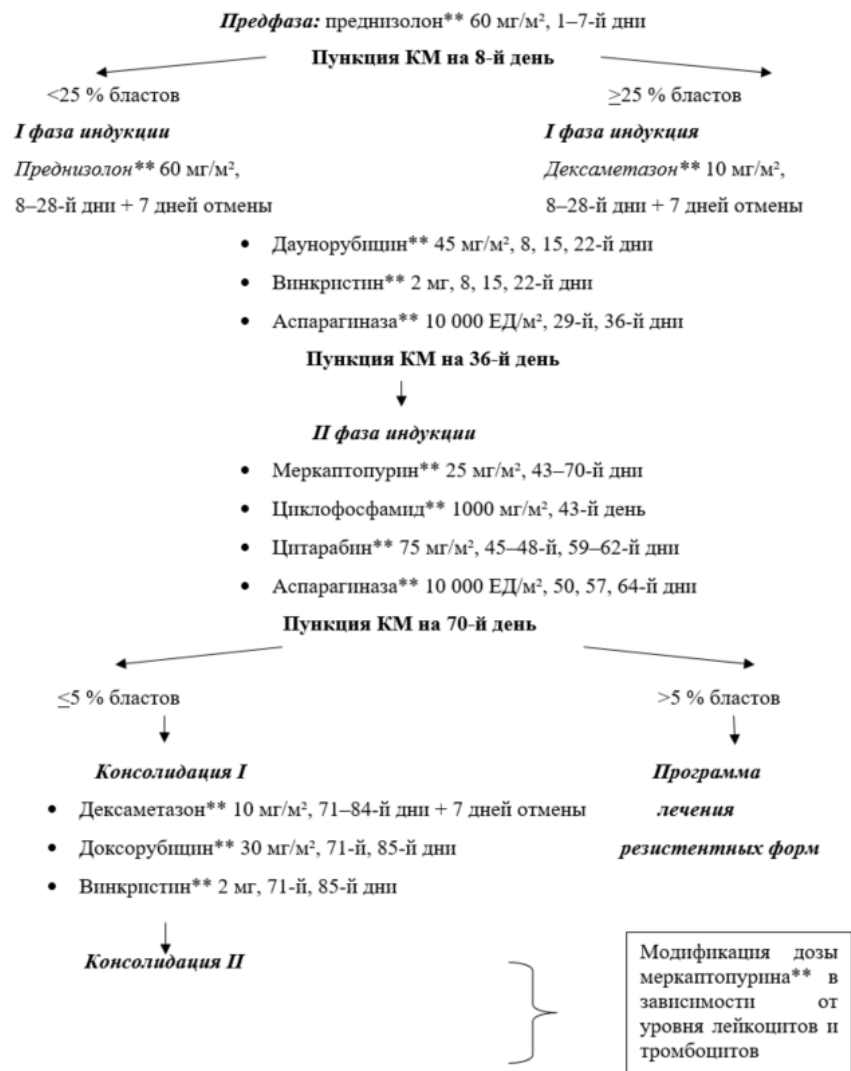 Предфаза: преднизолон** 60 мг/м², 1–7-й дни
Пункция КМ на 8-й день
<25 % бластов
≥25 % бластов
I фаза индукции
I фаза индукция
Преднизолон** 60 мг/м²,
Дексаметазон** 10 мг/м²,
8–28-й дни + 7 дней отмены
8–28-й дни + 7 дней отмены
• Даунорубицин** 45 мг/м², 8, 15, 22-й дни
• Винкристин** 2 мг, 8, 15, 22-й дни
• Аспарагиназа** 10 000 ЕД/м², 29-й, 36-й дни
Пункция КМ на 36-й день
II фаза индукции
• Меркаптопурин** 25 мг/м², 43–70-й дни
• Циклофосфамид** 1000 мг/м², 43-й день
• Цитарабин** 75 мг/м², 45–48-й, 59–62-й дни
• Аспарагиназа** 10 000 ЕД/м², 50, 57, 64-й дни
Пункция КМ на 70-й день
≤5 % бластов
>5 % бластов
Консолидация I
• Дексаметазон** 10 мг/м², 71–84-й дни + 7 дней отмены
• Доксорубицин** 30 мг/м², 71-й, 85-й дни
• Винкристин** 2 мг, 71-й, 85-й дни
Программа
лечения
резистентных форм
Консолидация II
Модификация дозы
меркаптопурина** в
зависимости от
уровня лейкоцитов и
тромбоцитов